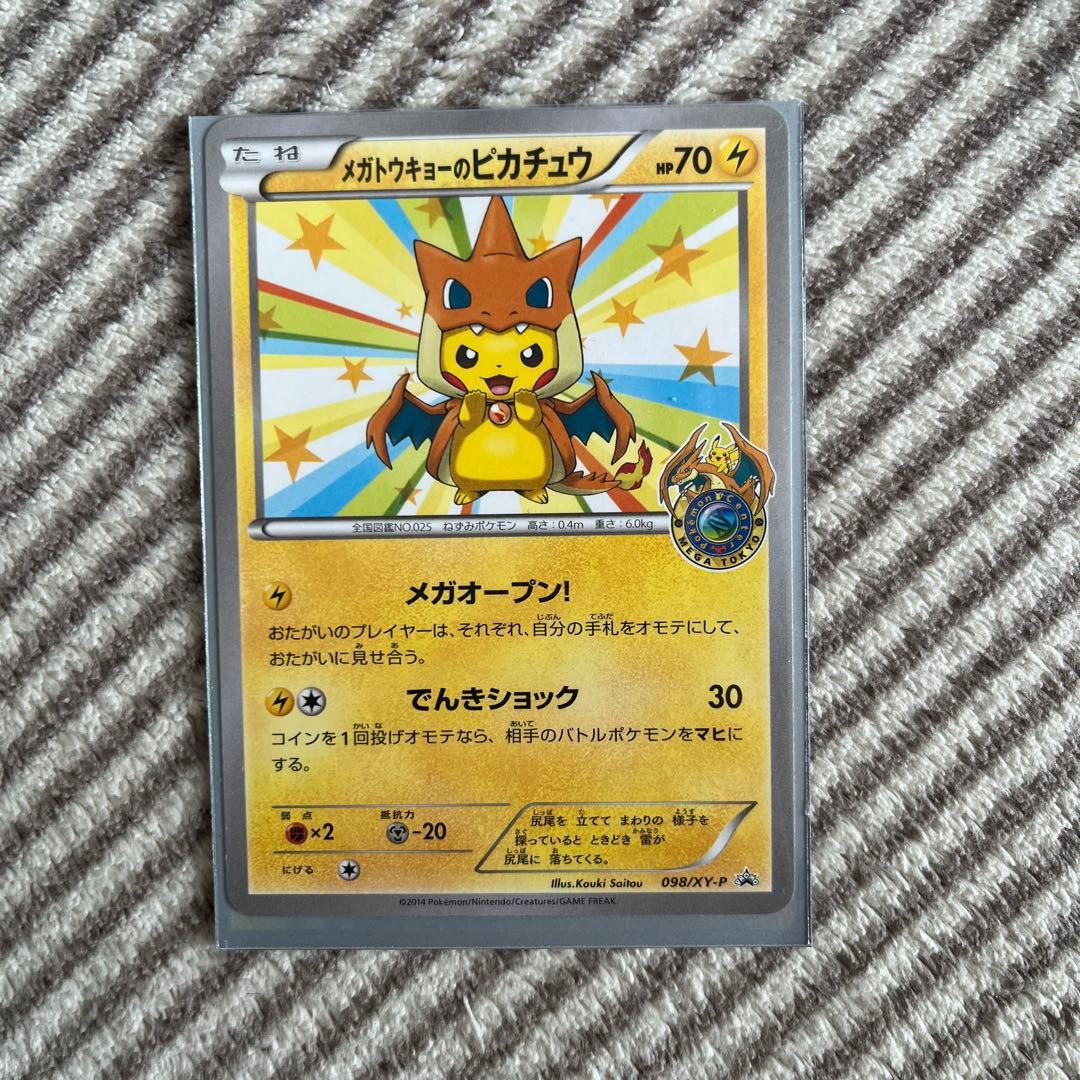 たね
メガトウキョーのピカチュウ
HP70
Pokémon Center
MEGA TOKYO
全国図鑑NO.025 ねずみポケモン 高さ：0.4m 重さ：6.0kg
メガオープン!
おたがいのプレイヤーは、それぞれ、自分の手札をオモテにして、
おたがいに見せ合う。
でんきショック 30
コインを1回投げオモテなら、相手のバトルポケモンをマヒに
する。
弱点 抵抗力
×2 -20
にげる
尻尾を 立てて まわりの 様子を
探っていると ときどき 雷が
尻尾に 落ちてくる。
Illus.Kouki Saitou 098/XY-P
©2014 Pokémon/Nintendo/Creatures/GAME FREAK.